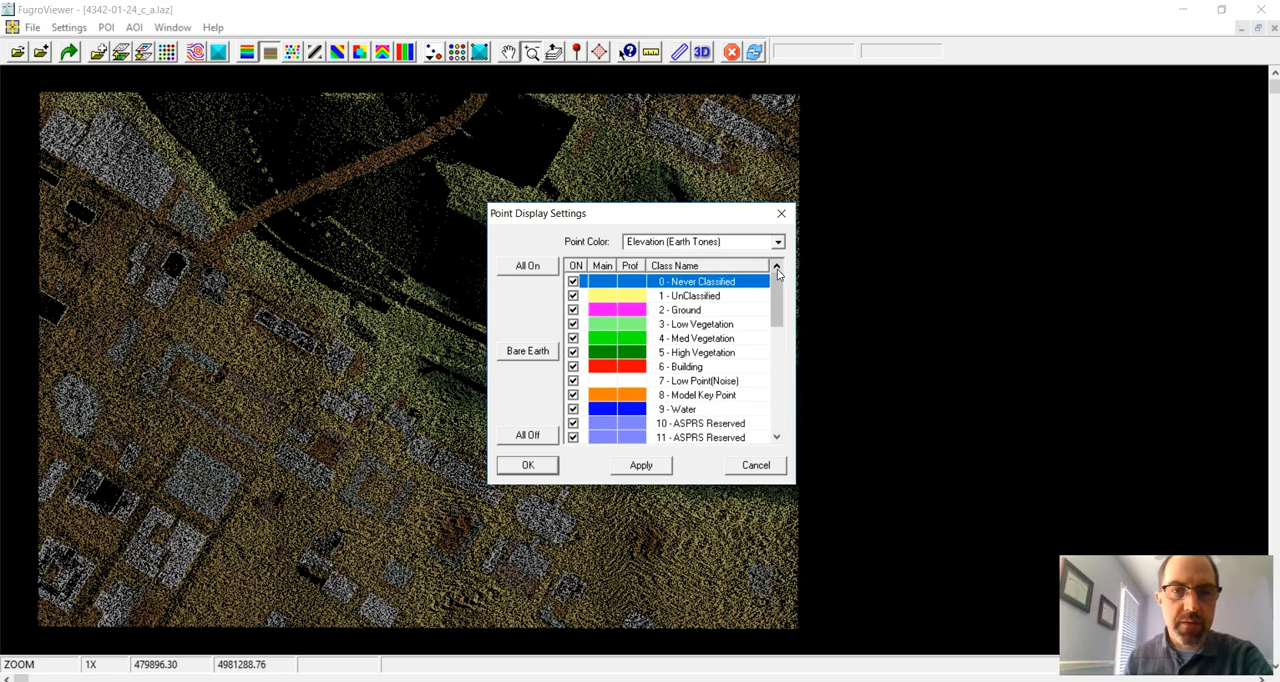 FugroViewer - [4342-01-24_c_a.laz]
File Settings POI AOI Window Help
3D
Point Display Settings
Point Color: Elevation (Earth Tones)
All On
Bare Earth
All Off
ON Main Prof Class Name
0 - Never Classified
1 - UnClassified
2 - Ground
3 - Low Vegetation
4 - Med Vegetation
5 - High Vegetation
6 - Building
7 - Low Point(Noise)
8 - Model Key Point
9 - Water
10 - ASPRS Reserved
11 - ASPRS Reserved
OK Apply Cancel
ZOOM 1X 479896.30 4981288.76